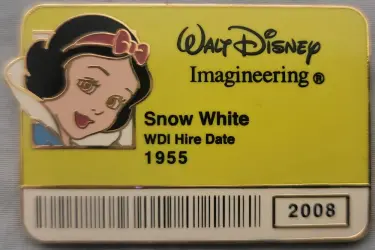 Walt Disney
Imagineering ®
Snow White
WDI Hire Date
1955
2008